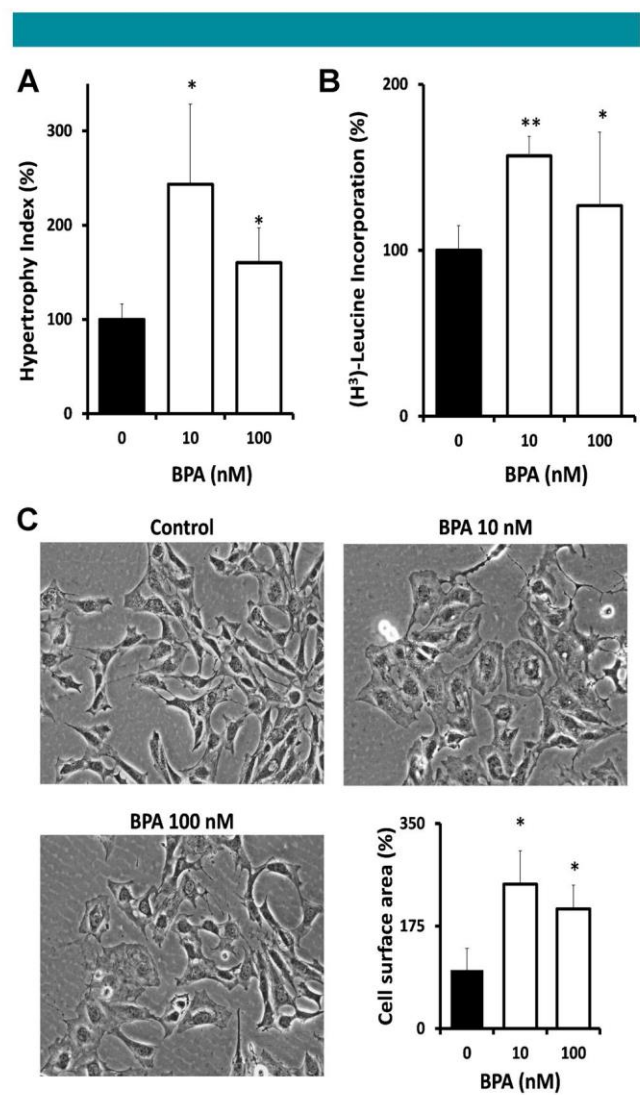 A
Hypertrophy Index (%)
300
200
100
0
*
*
0 10 100
BPA (nM)
B
(H³)-Leucine Incorporation (%)
200
100
0
**
*
0 10 100
BPA (nM)
C
Control
BPA 10 nM
BPA 100 nM
Cell surface area (%)
350
175
0
*
*
0 10 100
BPA (nM)